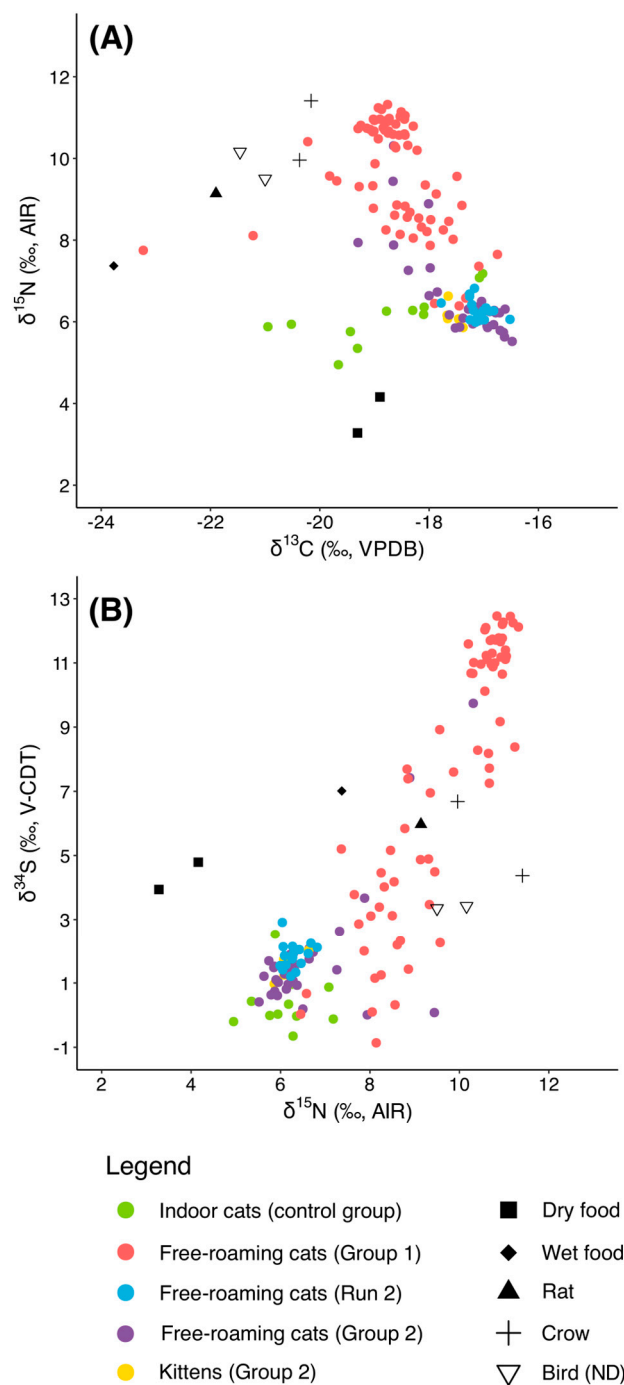 (A)
12
10
8
6
4
2
δ¹⁵N (‰, AIR)
-24 -22 -20 -18 -16
δ¹³C (‰, VPDB)
(B)
13
11
9
7
5
3
1
-1
δ³⁴S (‰, V-CDT)
2 4 6 8 10 12
δ¹⁵N (‰, AIR)
Legend
Indoor cats (control group)
Free-roaming cats (Group 1)
Free-roaming cats (Run 2)
Free-roaming cats (Group 2)
Kittens (Group 2)
Dry food
Wet food
Rat
Crow
Bird (ND)